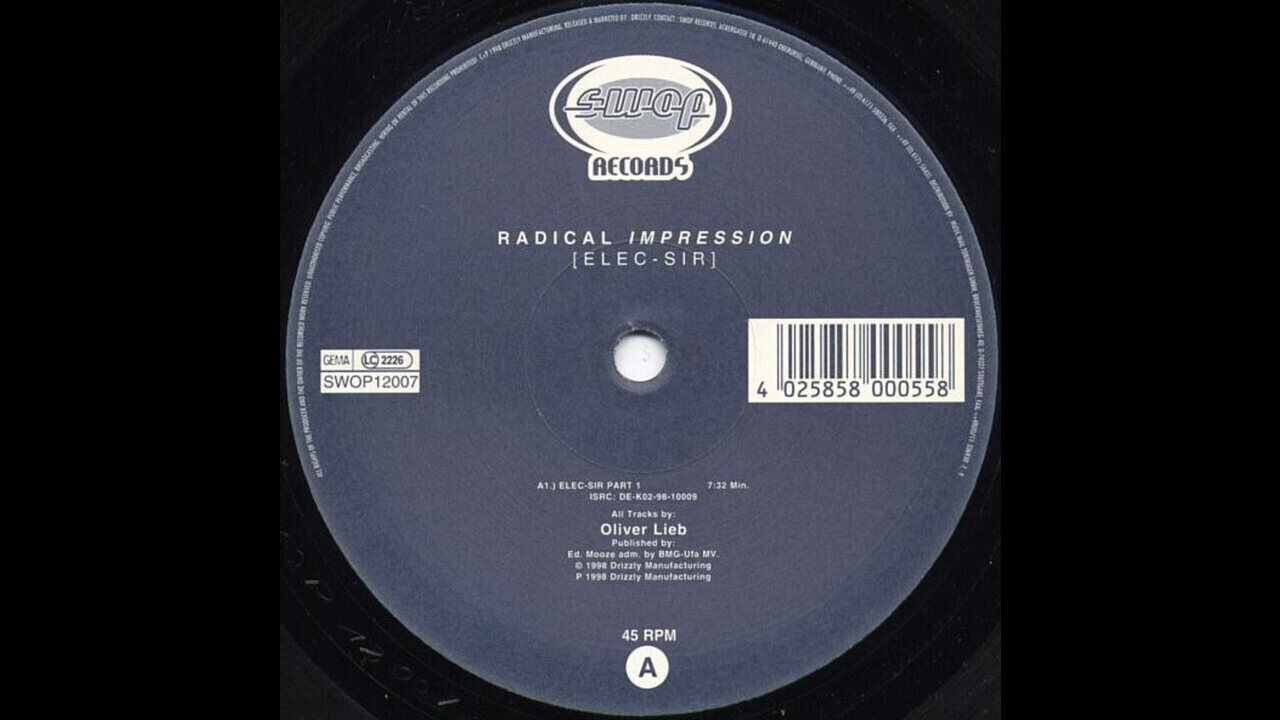 swop
RECORDS
RADICAL IMPRESSION
[ELEC-SIR]
GEMA LC 2226
SWOP12007
4 025858 000558
A1.) ELEC-SIR PART 1 7:32 Min.
ISRC: DE-K02-98-10009
All Tracks by:
Oliver Lieb
Published by:
Ed. Mooze adm. by BMG-Ufa MV.
© 1998 Drizzly Manufacturing
P 1998 Drizzly Manufacturing
45 RPM
A